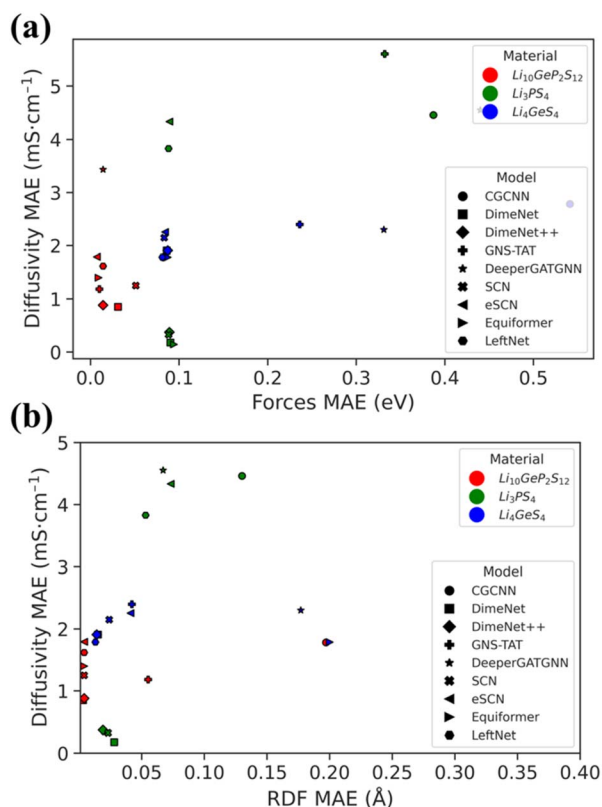 (a)
Diffusivity MAE (mS·cm⁻¹)
5
4
3
2
1
0
Material
Li₁₀GeP₂S₁₂
Li₃PS₄
Li₄GeS₄
Model
CGCNN
DimeNet
DimeNet++
GNS-TAT
DeeperGATGNN
SCN
eSCN
Equiformer
LeftNet
0.0 0.1 0.2 0.3 0.4 0.5
Forces MAE (eV)
(b)
Diffusivity MAE (mS·cm⁻¹)
5
4
3
2
1
0
Material
Li₁₀GeP₂S₁₂
Li₃PS₄
Li₄GeS₄
Model
CGCNN
DimeNet
DimeNet++
GNS-TAT
DeeperGATGNN
SCN
eSCN
Equiformer
LeftNet
0.05 0.10 0.15 0.20 0.25 0.30 0.35 0.40
RDF MAE (Å)